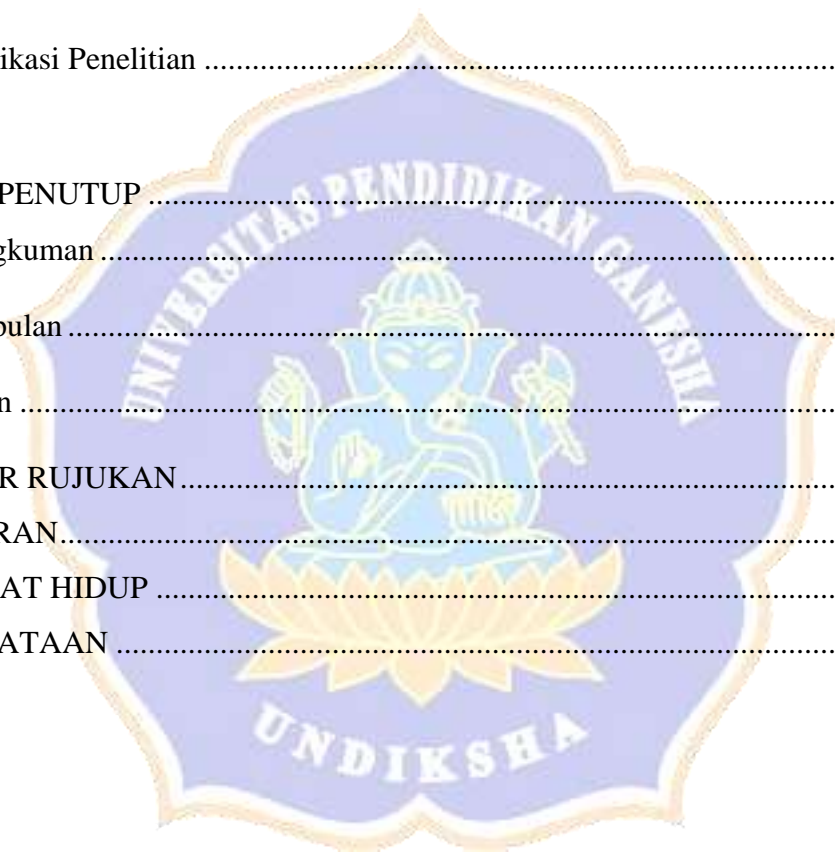 ikasi Penelitian ........................................................................................
PENUTUP ........................................................................................
gkuman ........................................................................................
pulan ........................................................................................
n ........................................................................................
R RUJUKAN ........................................................................................
RAN ........................................................................................
AT HIDUP ........................................................................................
ATAAN ........................................................................................
UNIVERSITAS PENDIDIKAN GANESHA
UNDIKSHA